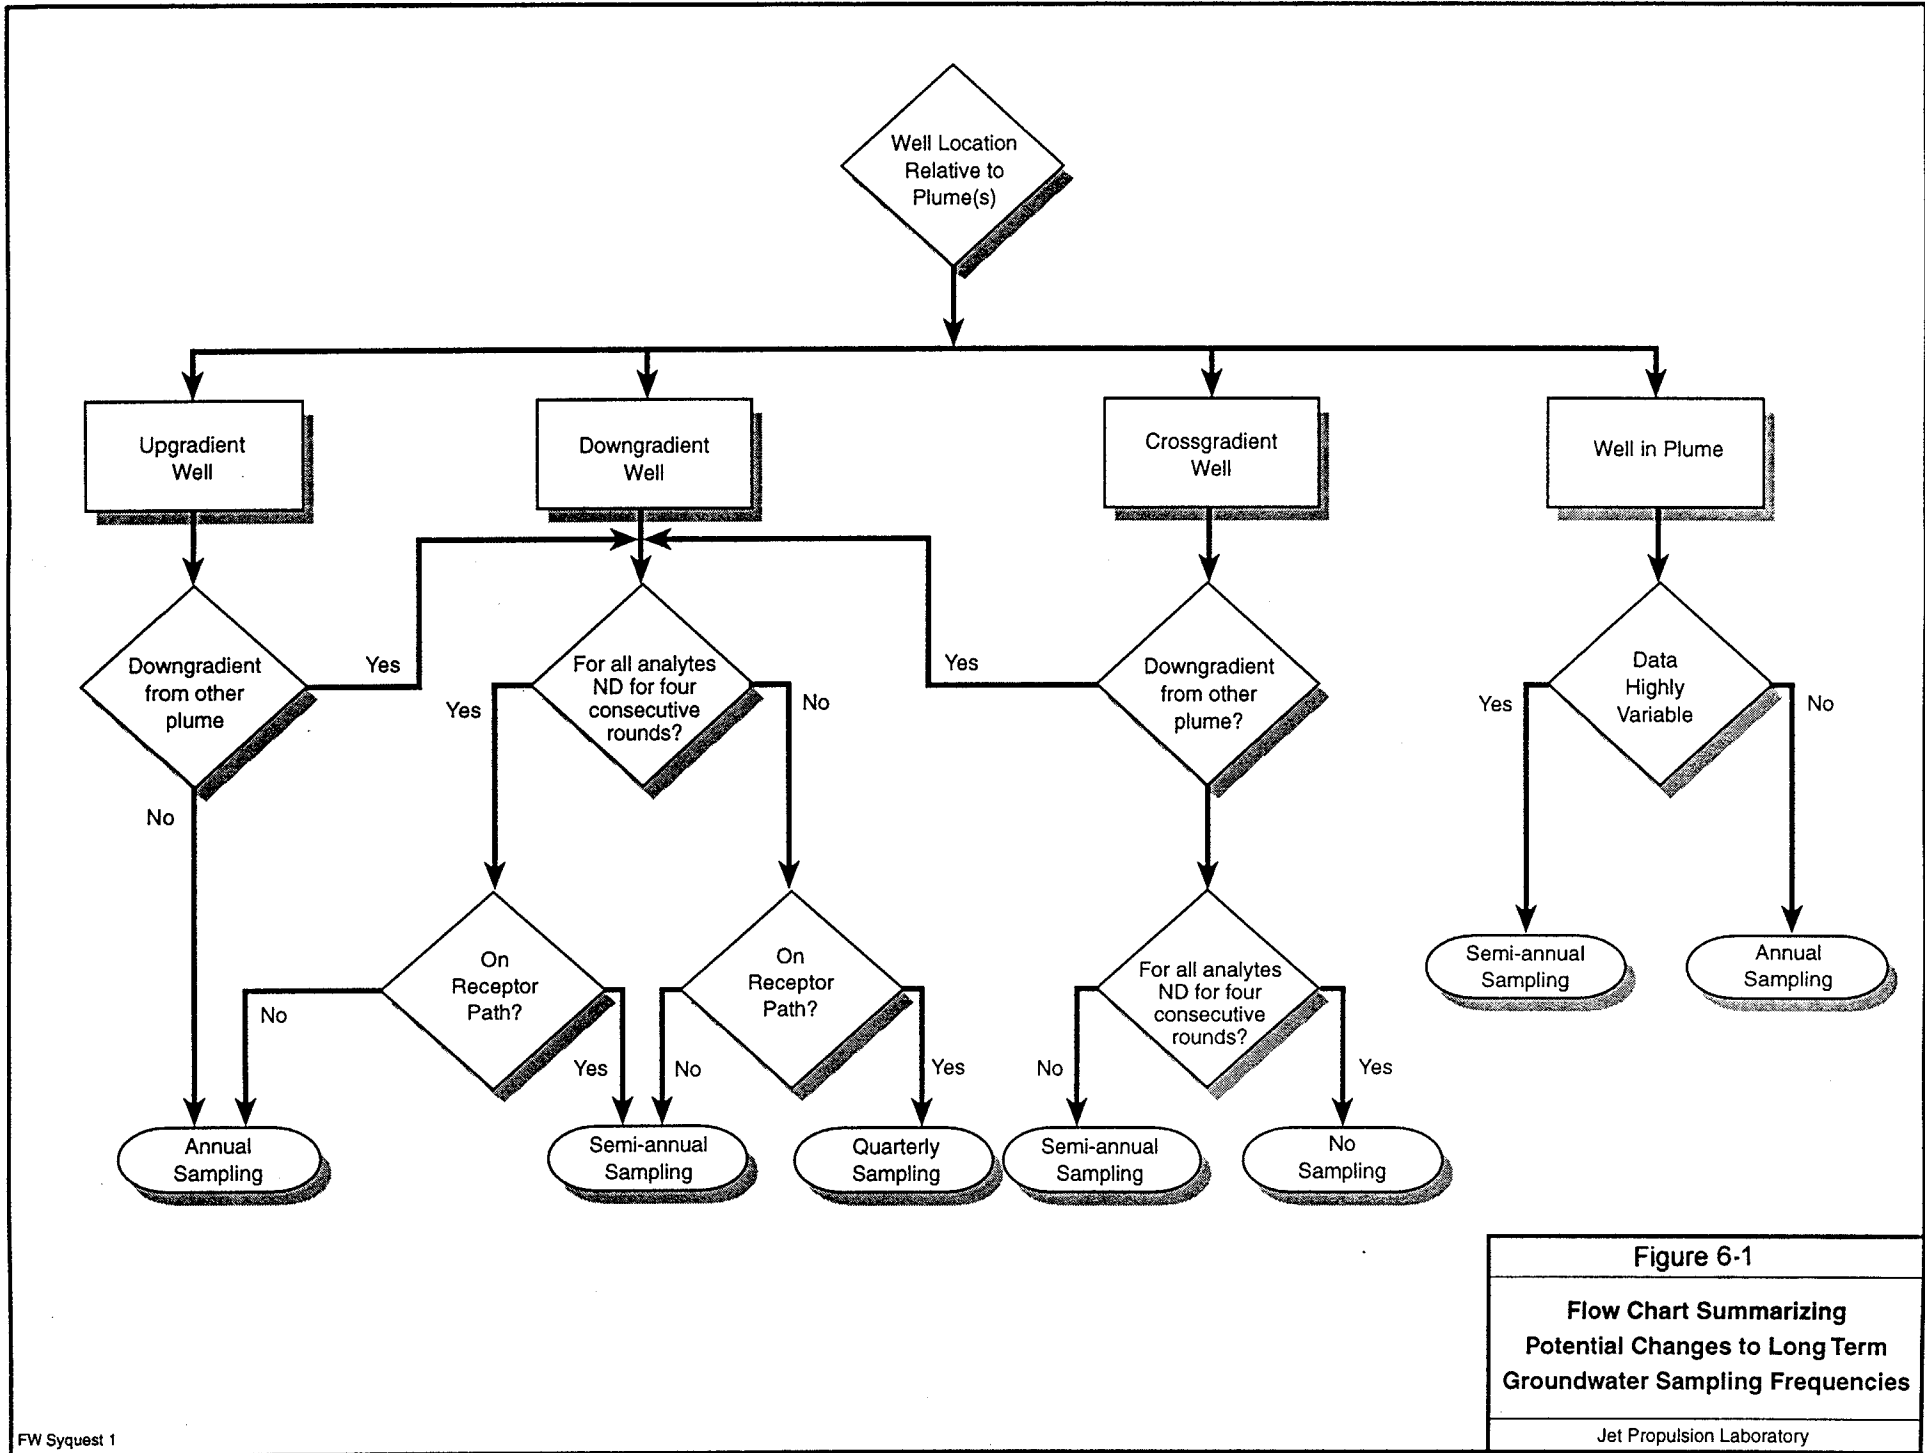 Well Location
Relative to
Plume(s)
Upgradient
Well
Downgradient
Well
Crossgradient
Well
Well in Plume
Downgradient
from other
plume
Yes
No
For all analytes
ND for four
consecutive
rounds?
Yes
No
Downgradient
from other
plume?
Yes
Data
Highly
Variable
Yes
No
On
Receptor
Path?
No
Yes
On
Receptor
Path?
No
Yes
For all analytes
ND for four
consecutive
rounds?
No
Yes
Semi-annual
Sampling
Annual
Sampling
Annual
Sampling
Semi-annual
Sampling
Quarterly
Sampling
Semi-annual
Sampling
No
Sampling
Figure 6-1
Flow Chart Summarizing
Potential Changes to Long Term
Groundwater Sampling Frequencies
Jet Propulsion Laboratory
FW Syquest 1